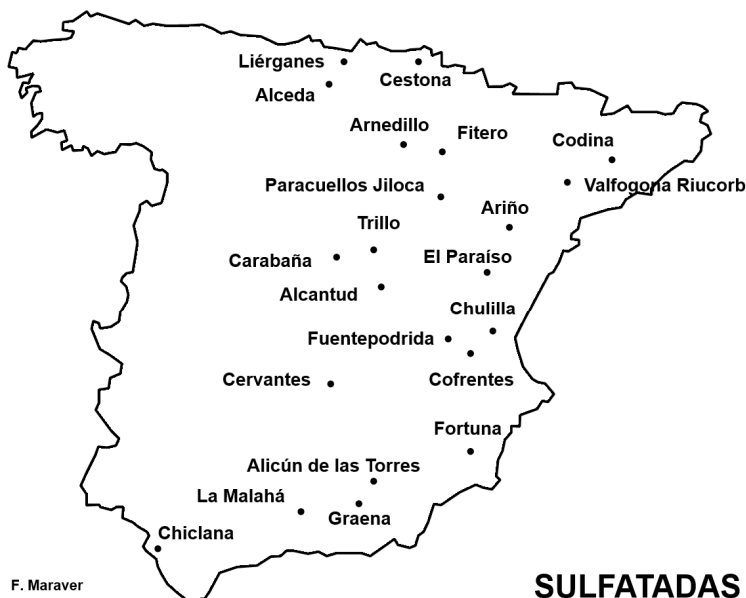 Liérganes
Cestona
Alceda
Arnedillo
Fitero
Codina
Paracuellos Jiloca
Valfogona Riucorb
Ariño
Trillo
Carabaña
El Paraíso
Alcantud
Chulilla
Fuentepodrida
Cervantes
Cofrentes
Fortuna
Alicún de las Torres
La Malahá
Graena
Chiclana
F. Maraver
SULFATADAS